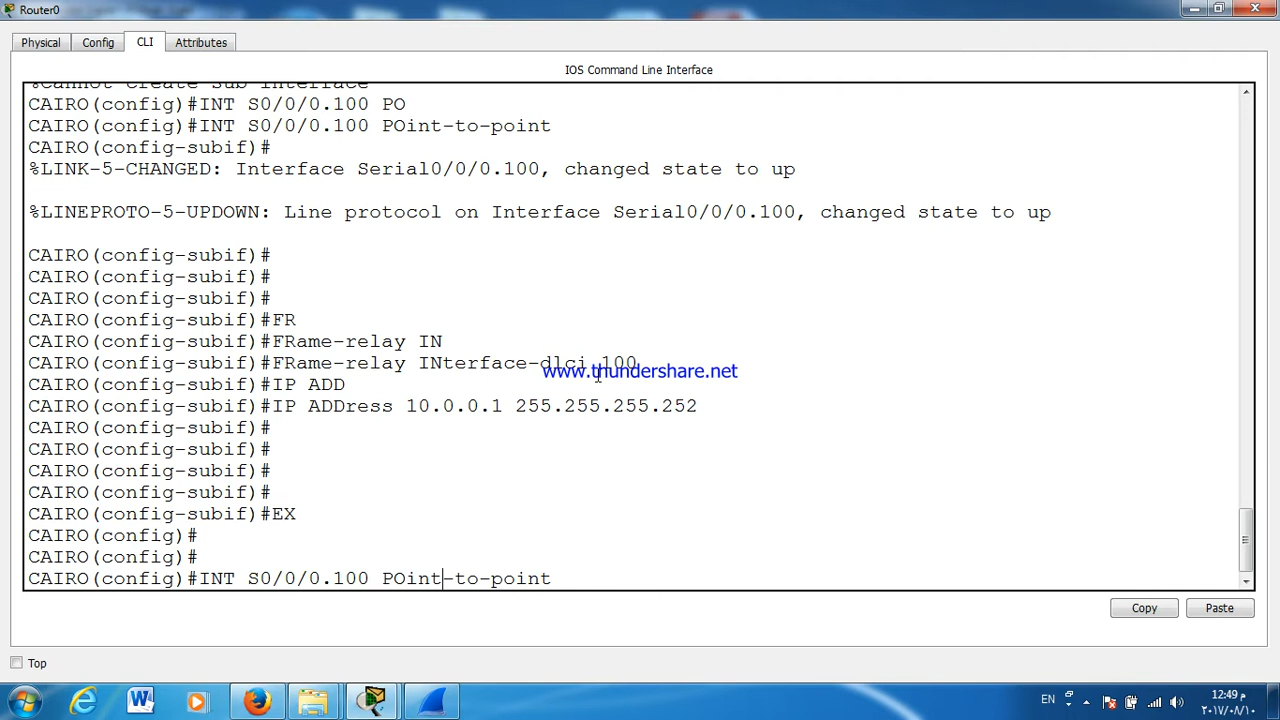 Router0
Physical
Config
CLI
Attributes
IOS Command Line Interface
%Cannot create Sub Interface
CAIRO(config)#INT S0/0/0.100 PO
CAIRO(config)#INT S0/0/0.100 POint-to-point
CAIRO(config-subif)#
%LINK-5-CHANGED: Interface Serial0/0/0.100, changed state to up
%LINEPROTO-5-UPDOWN: Line protocol on Interface Serial0/0/0.100, changed state to up
CAIRO(config-subif)#
CAIRO(config-subif)#
CAIRO(config-subif)#
CAIRO(config-subif)#FR
CAIRO(config-subif)#FRame-relay IN
CAIRO(config-subif)#FRame-relay INterface-dlci 100
www.thundershare.net
CAIRO(config-subif)#IP ADD
CAIRO(config-subif)#IP ADDress 10.0.0.1 255.255.255.252
CAIRO(config-subif)#
CAIRO(config-subif)#
CAIRO(config-subif)#
CAIRO(config-subif)#
CAIRO(config-subif)#EX
CAIRO(config)#
CAIRO(config)#
CAIRO(config)#INT S0/0/0.100 POint-to-point
Copy
Paste
Top
EN
12:49 م
٢٠١٧/٠٨/١٠